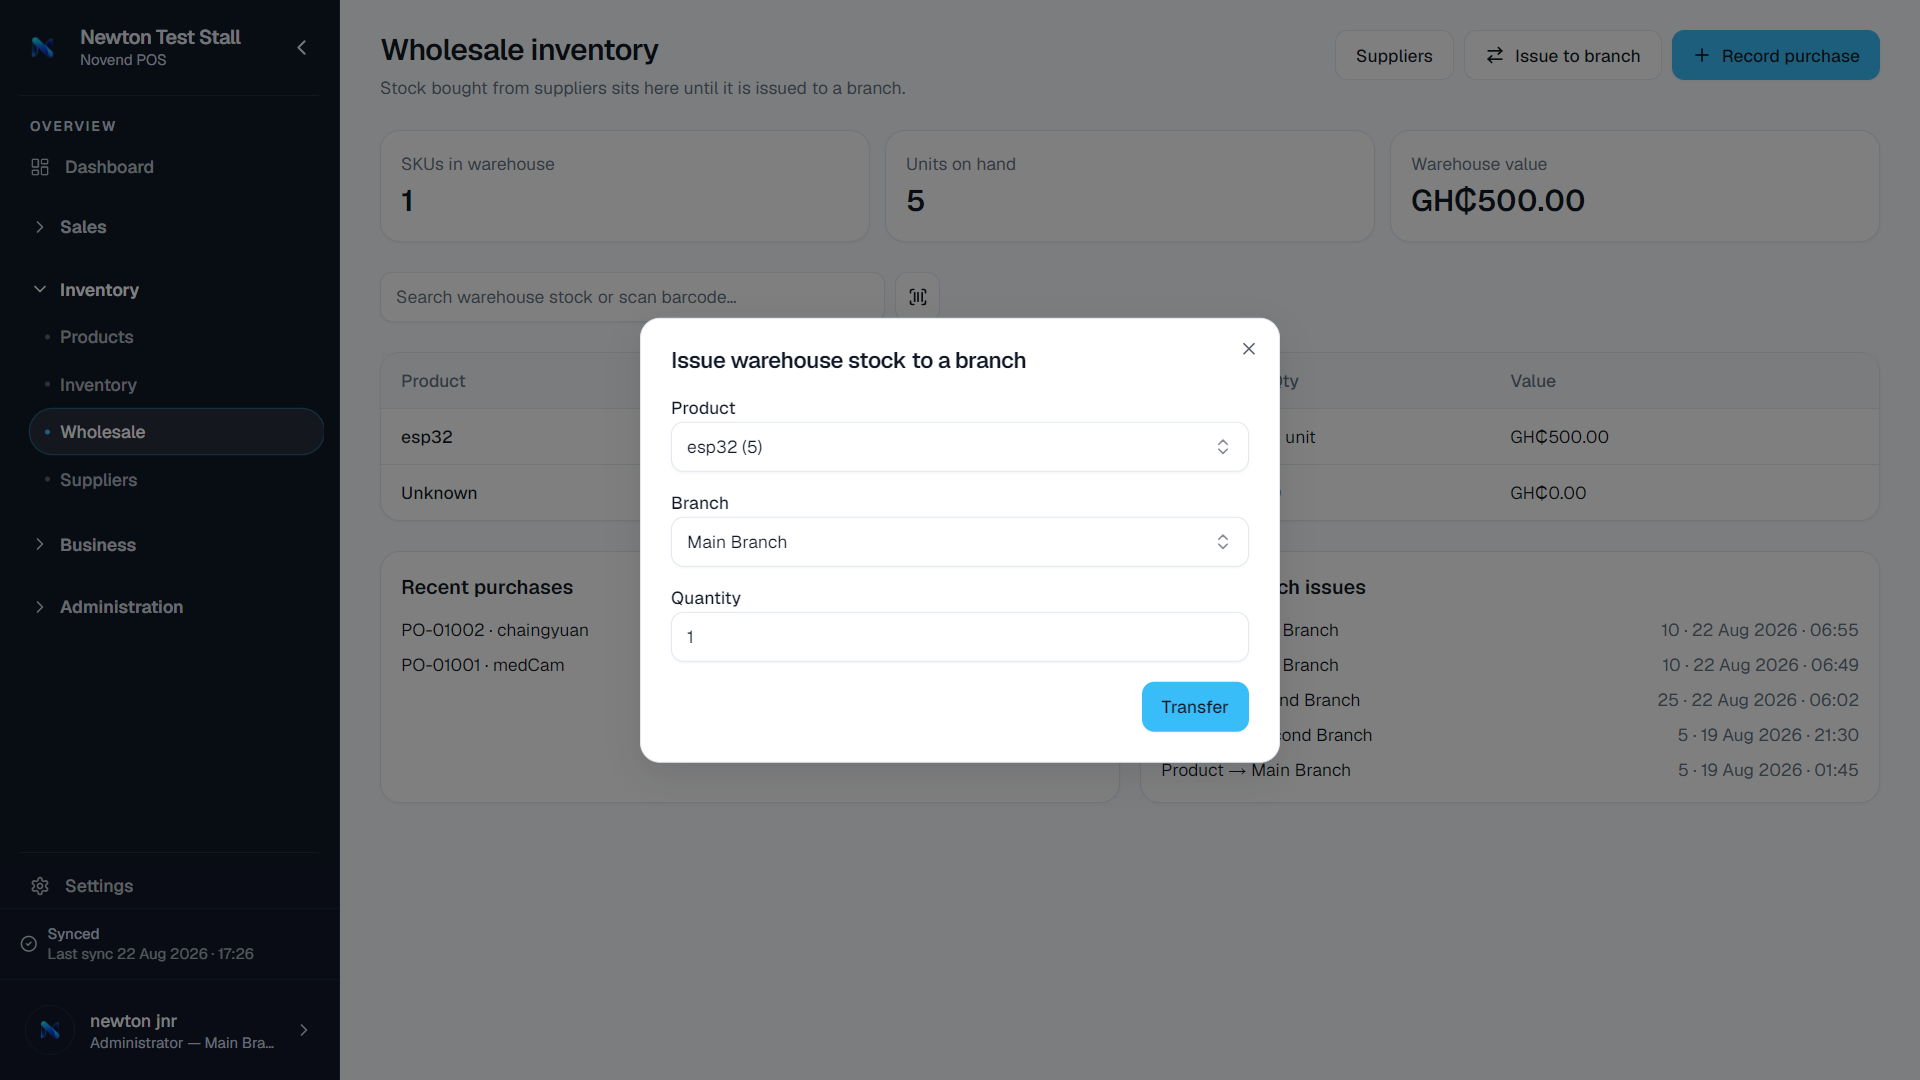 Newton Test Stall
Novend POS
OVERVIEW
Dashboard
Sales
Inventory
Products
Inventory
Wholesale
Suppliers
Business
Administration
Settings
Synced
Last sync 22 Aug 2026 · 17:26
newton jnr
Administrator — Main Bra...
Wholesale inventory
Stock bought from suppliers sits here until it is issued to a branch.
Suppliers
Issue to branch
Record purchase
SKUs in warehouse
1
Units on hand
5
Warehouse value
GH₵500.00
Search warehouse stock or scan barcode...
Product
Value
esp32
unit
GH₵500.00
Unknown
GH₵0.00
Issue warehouse stock to a branch
Product
esp32 (5)
Branch
Main Branch
Quantity
1
Transfer
Recent purchases
PO-01002 · chaingyuan
PO-01001 · medCam
issues
Branch 10 · 22 Aug 2026 · 06:55
Branch 10 · 22 Aug 2026 · 06:49
Branch 25 · 22 Aug 2026 · 06:02
Branch 5 · 19 Aug 2026 · 21:30
Product → Main Branch 5 · 19 Aug 2026 · 01:45